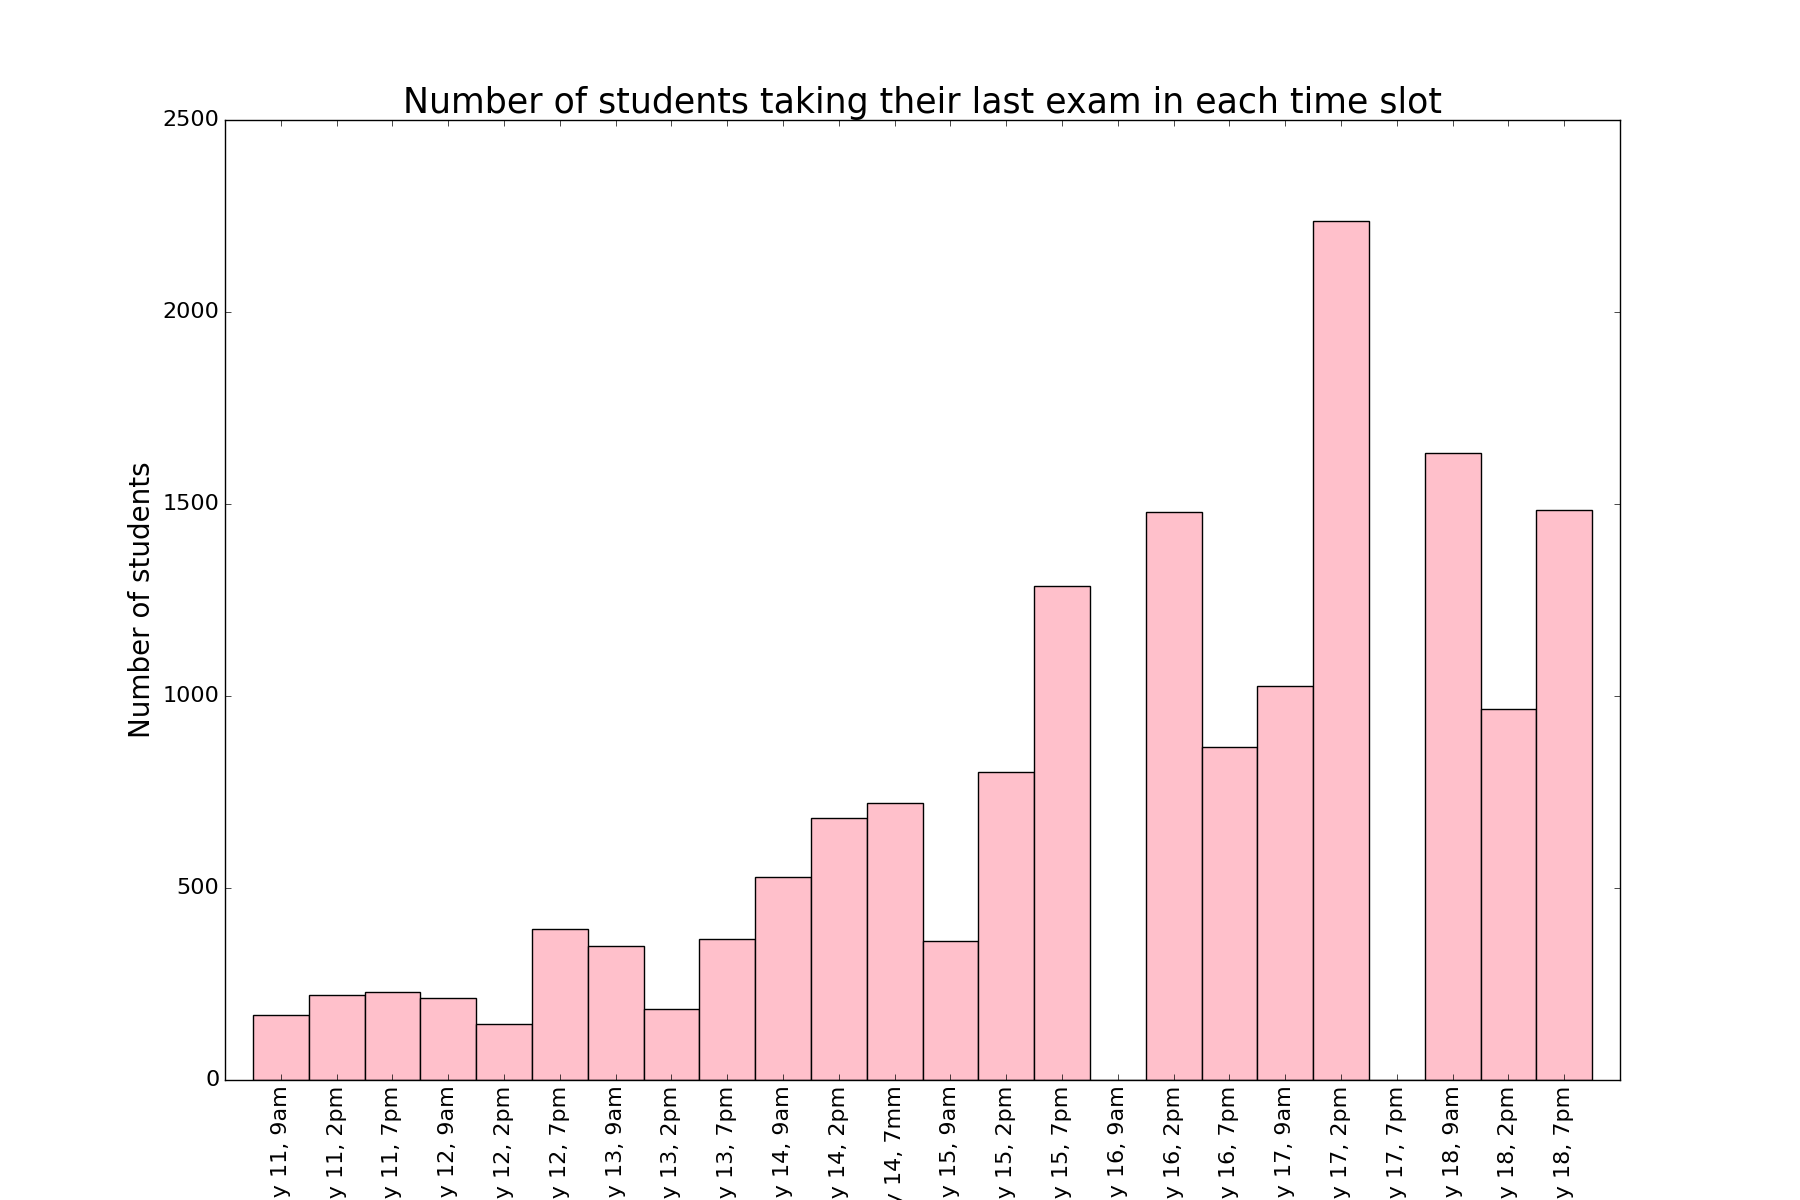 Number of students taking their last exam in each time slot
Number of students
2500
2000
1500
1000
500
0
y 11, 9am
y 11, 2pm
y 11, 7pm
y 12, 9am
y 12, 2pm
y 12, 7pm
y 13, 9am
y 13, 2pm
y 13, 7pm
y 14, 9am
y 14, 2pm
y 14, 7mm
y 15, 9am
y 15, 2pm
y 15, 7pm
y 16, 9am
y 16, 2pm
y 16, 7pm
y 17, 9am
y 17, 2pm
y 17, 7pm
y 18, 9am
y 18, 2pm
y 18, 7pm